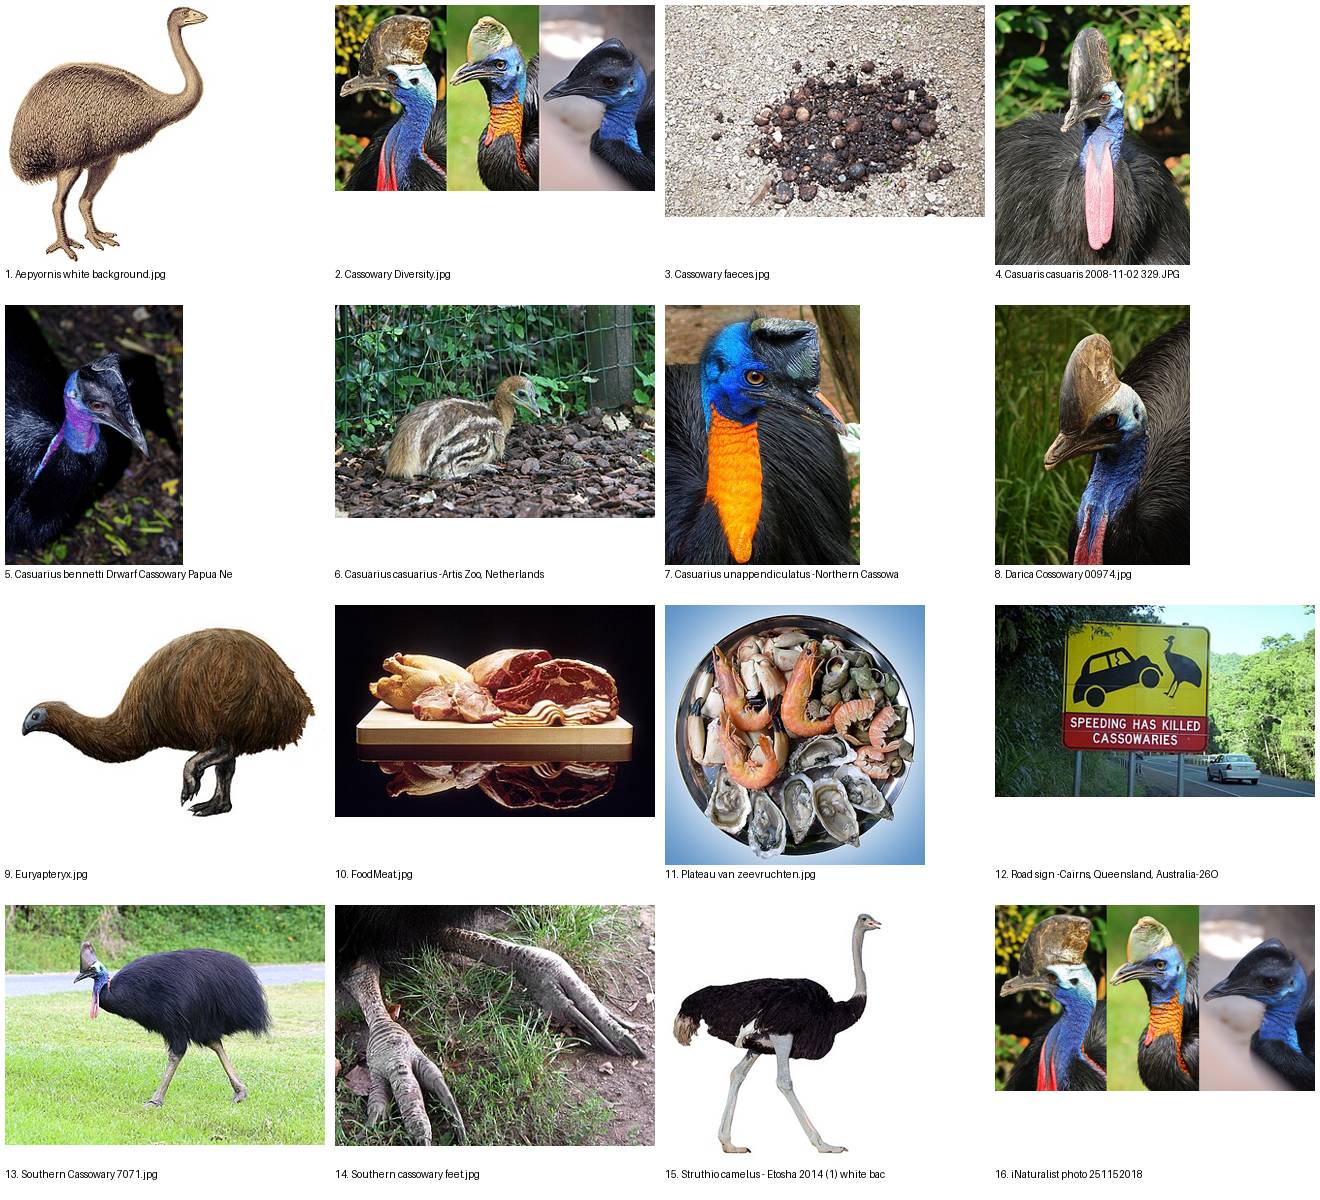 1. Aepyornis white background.jpg
2. Cassowary Diversity.jpg
3. Cassowary faeces.jpg
4. Casuaris casuaris 2008-11-02 329.JPG
5. Casuarius bennetti Drwarf Cassowary Papua Ne
6. Casuarius casuarius -Artis Zoo, Netherlands
7. Casuarius unappendiculatus -Northern Cassowa
8. Darica Cossowary 00974.jpg
SPEEDING HAS KILLED
CASSOWARIES
9. Euryapteryx.jpg
10. FoodMeat.jpg
11. Plateau van zeevruchten.jpg
12. Road sign -Cairns, Queensland, Australia-26O
13. Southern Cassowary 7071.jpg
14. Southern cassowary feet.jpg
15. Struthio camelus - Etosha 2014 (1) white bac
16. iNaturalist photo 251152018